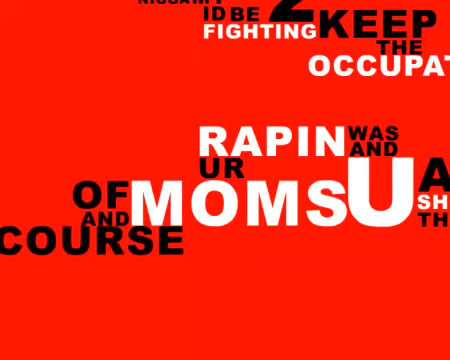 2
ID BE KEEP
FIGHTING
THE
OCCUPAT
RAPIN WAS
AND
UR U A
OF MOMS SH
AND TH
COURSE